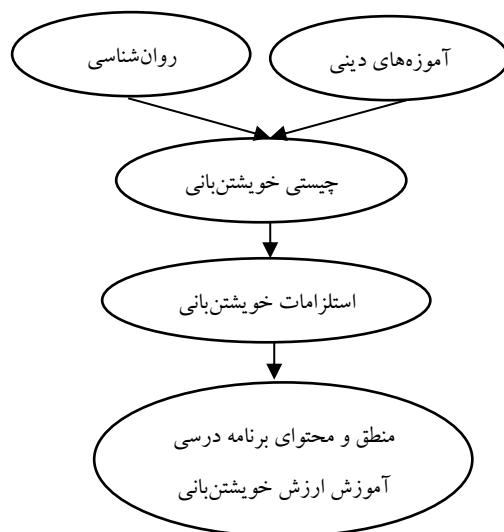 آموزه‌های دینی
روان‌شناسی
چیستی خویشتن‌بانی
استلزامات خویشتن‌بانی
منطق و محتوای برنامه درسی
آموزش ارزش خویشتن‌بانی